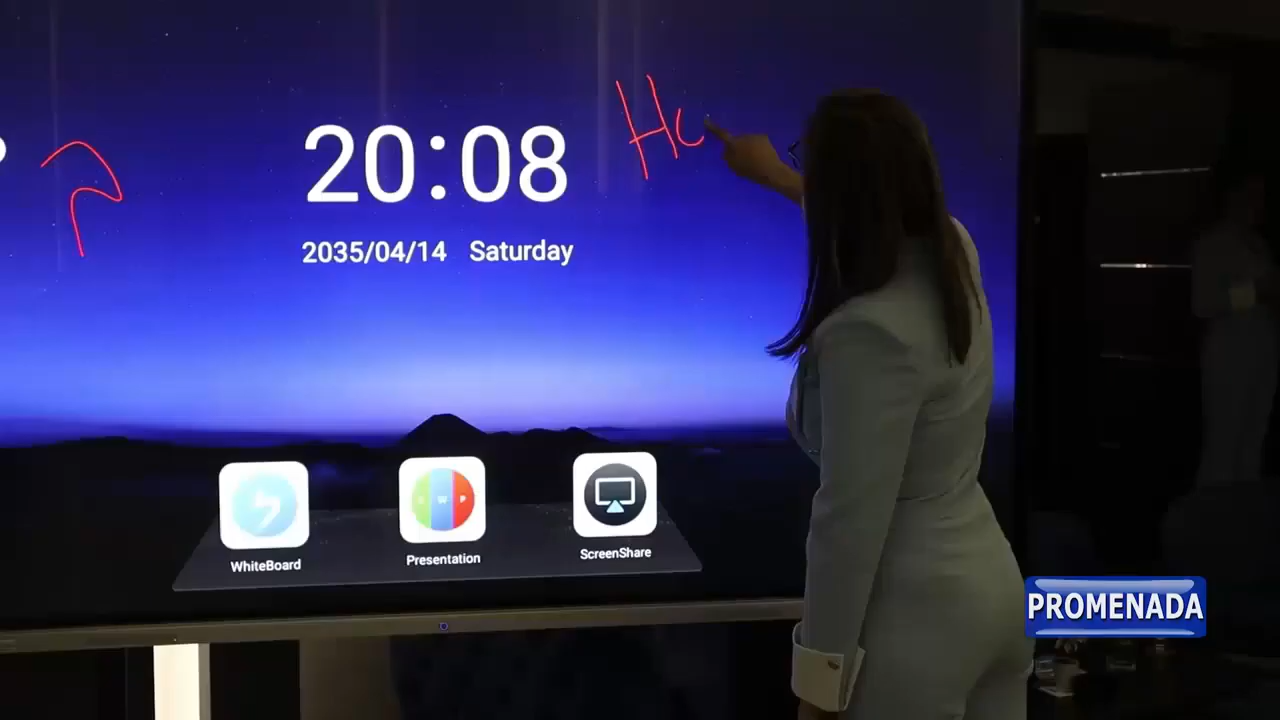 20:08
2035/04/14 Saturday
WhiteBoard
Presentation
ScreenShare
PROMENADA